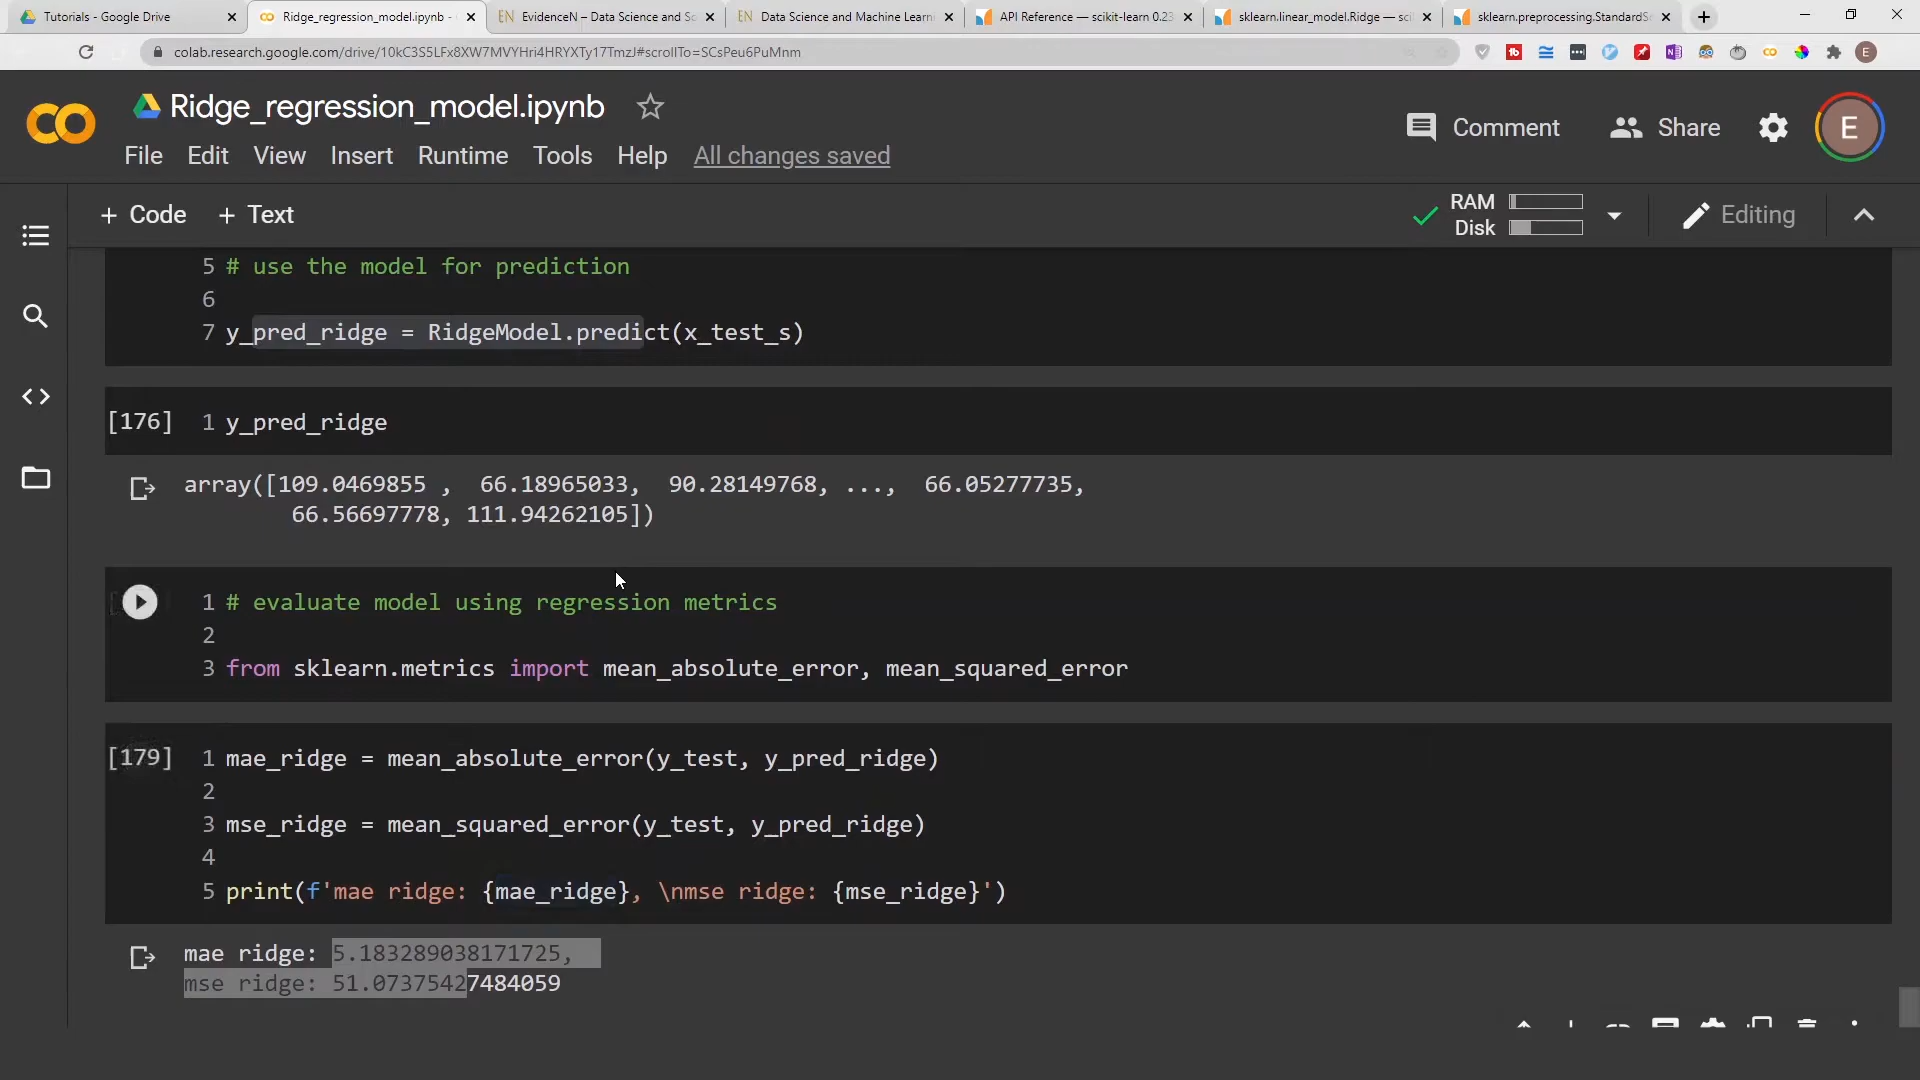 Tutorials - Google Drive
Ridge_regression_model.ipynb -
EvidenceN – Data Science and Sc
Data Science and Machine Learni
API Reference — scikit-learn 0.23
sklearn.linear_model.Ridge — sci
sklearn.preprocessing.StandardS
colab.research.google.com/drive/10kC3S5LFx8XW7MVYHri4HRYXTy17TmzJ#scrollTo=SCsPeu6PuMnm
Ridge_regression_model.ipynb
Comment
Share
E
File Edit View Insert Runtime Tools Help All changes saved
+ Code + Text
RAM
Disk
Editing
5 # use the model for prediction
6
7 y_pred_ridge = RidgeModel.predict(x_test_s)
[176] 1 y_pred_ridge
array([109.0469855 , 66.18965033, 90.28149768, ..., 66.05277735,
66.56697778, 111.94262105])
1 # evaluate model using regression metrics
2
3 from sklearn.metrics import mean_absolute_error, mean_squared_error
[179] 1 mae_ridge = mean_absolute_error(y_test, y_pred_ridge)
2
3 mse_ridge = mean_squared_error(y_test, y_pred_ridge)
4
5 print(f'mae ridge: {mae_ridge}, \nmse ridge: {mse_ridge}')
mae ridge: 5.183289038171725,
mse ridge: 51.07375427484059